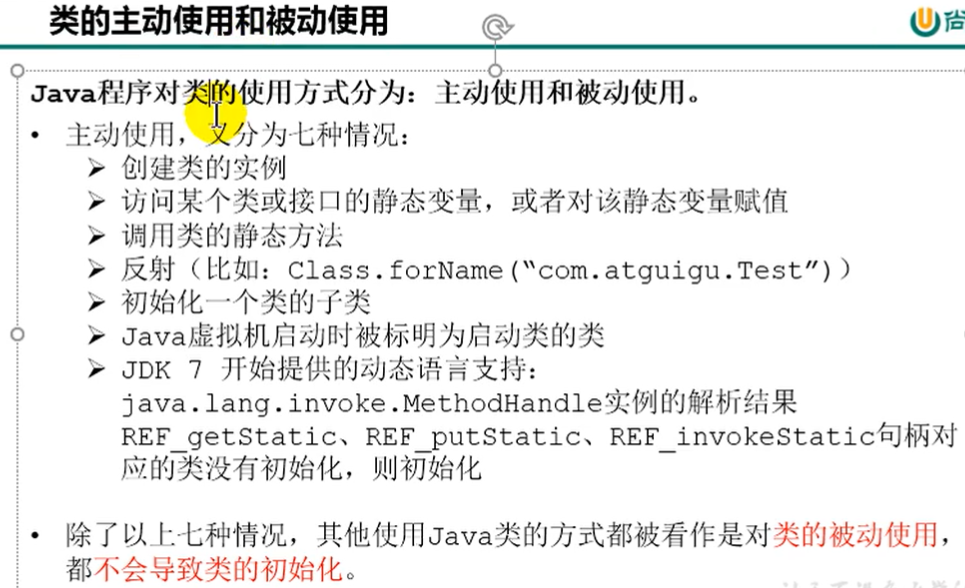 类的主动使用和被动使用
尚
Java程序对类的使用方式分为：主动使用和被动使用。
• 主动使用，又分为七种情况：
➢ 创建类的实例
➢ 访问某个类或接口的静态变量，或者对该静态变量赋值
➢ 调用类的静态方法
➢ 反射（比如：Class.forName(“com.atguigu.Test”)）
➢ 初始化一个类的子类
➢ Java虚拟机启动时被标明为启动类的类
➢ JDK 7 开始提供的动态语言支持：
java.lang.invoke.MethodHandle实例的解析结果
REF_getStatic、REF_putStatic、REF_invokeStatic句柄对
应的类没有初始化，则初始化
• 除了以上七种情况，其他使用Java类的方式都被看作是对类的被动使用，
都不会导致类的初始化。